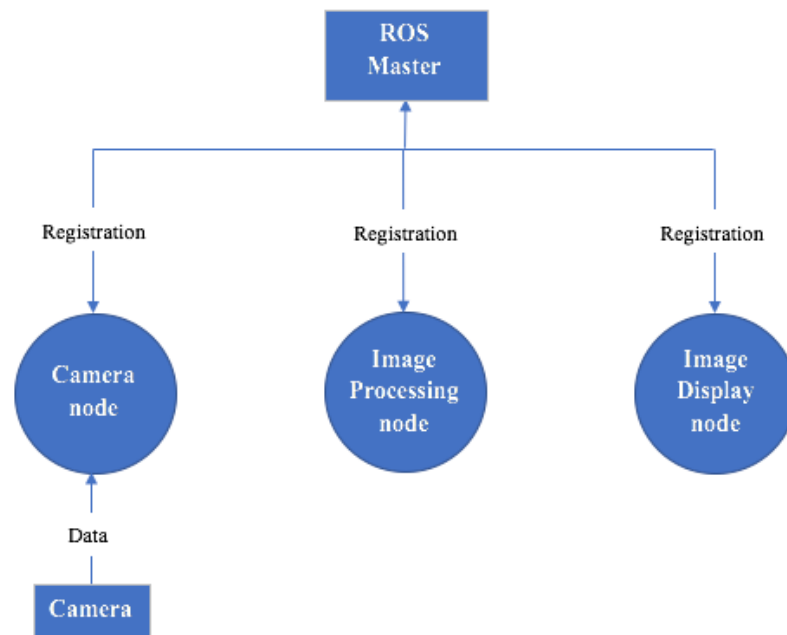 ROS
Master
Registration
Registration
Registration
Camera
node
Image
Processing
node
Image
Display
node
Data
Camera